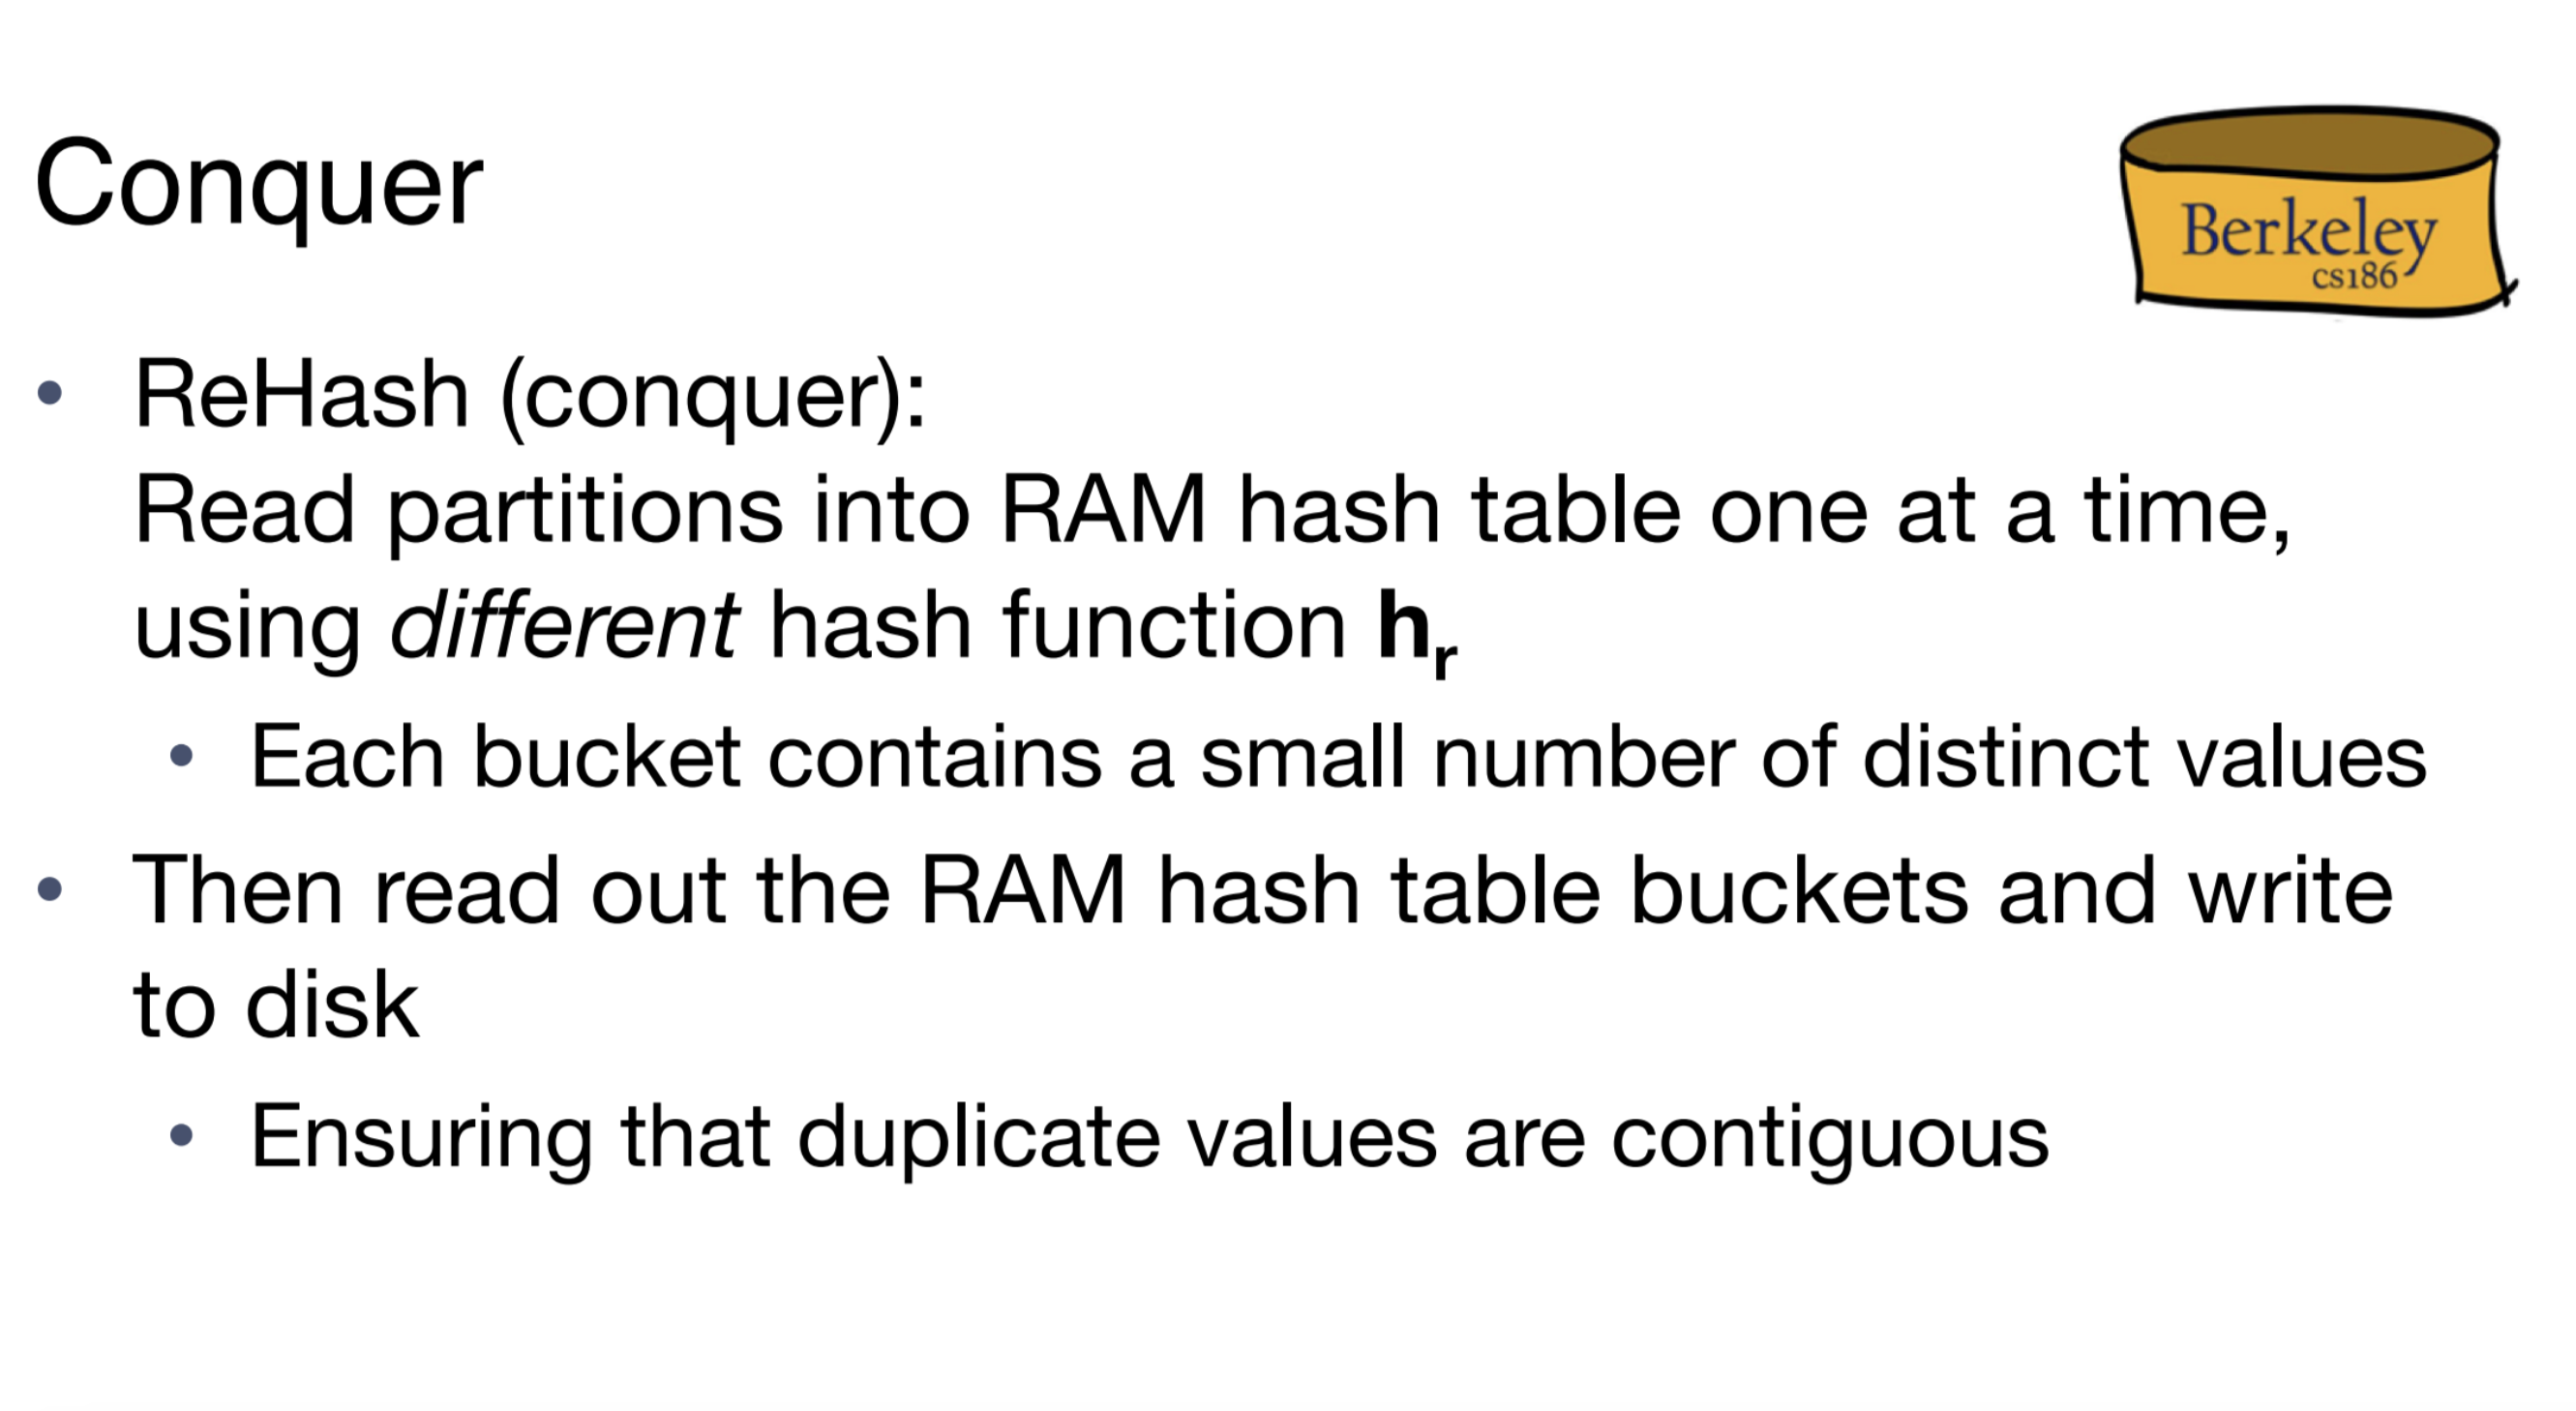 Conquer
Berkeley
cs186
• ReHash (conquer):
Read partitions into RAM hash table one at a time,
using different hash function hr
• Each bucket contains a small number of distinct values
• Then read out the RAM hash table buckets and write
to disk
• Ensuring that duplicate values are contiguous